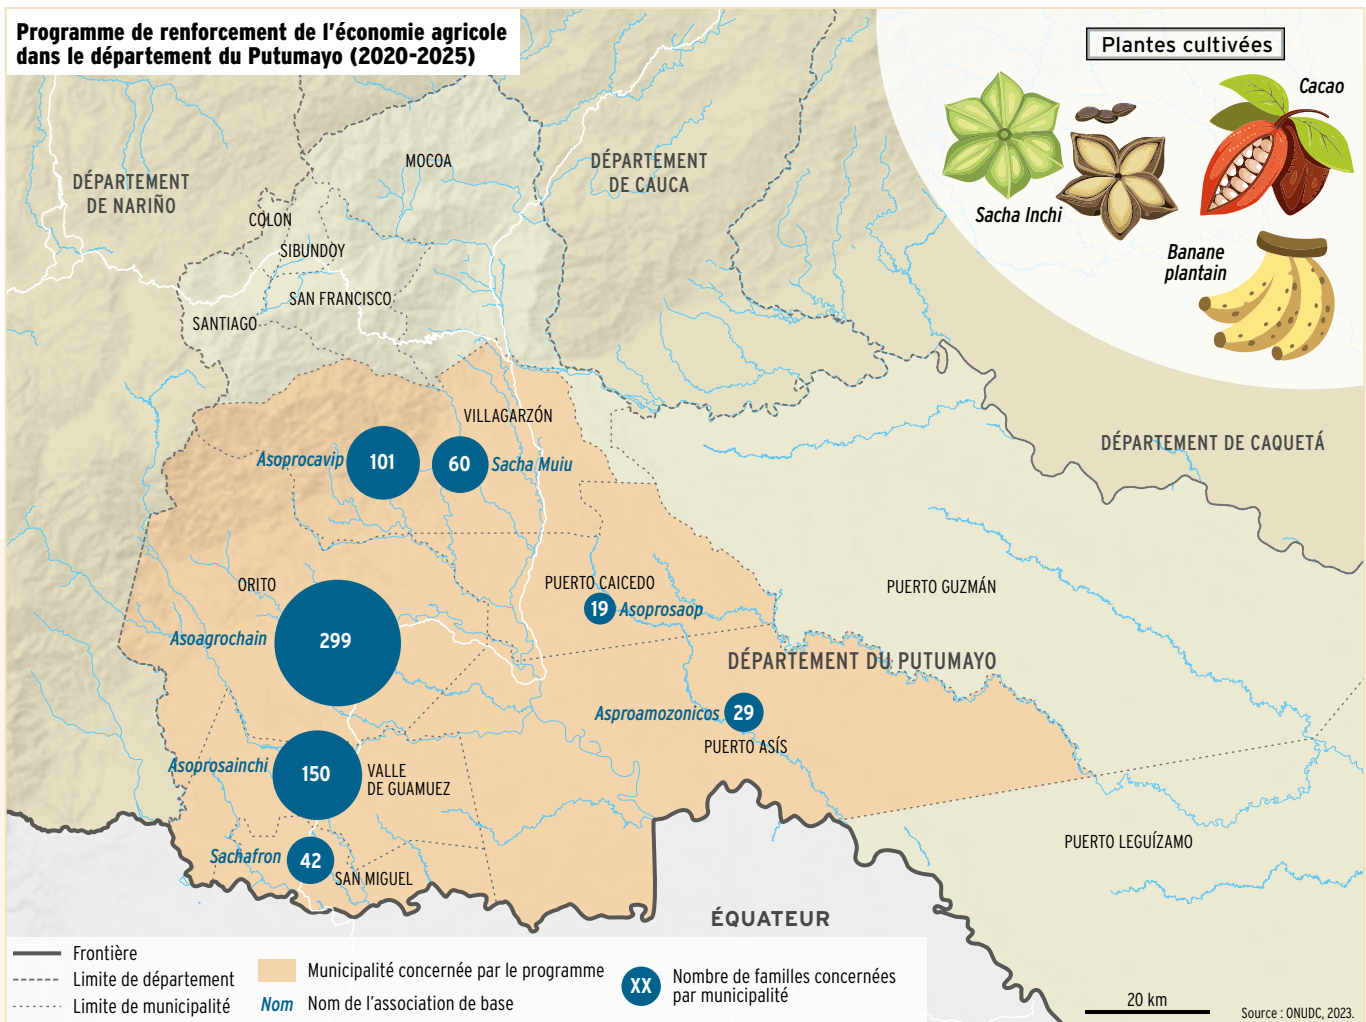 Programme de renforcement de l'économie agricole
dans le département du Putumayo (2020-2025)
Plantes cultivées
Cacao
Sacha Inchi
Banane
plantain
DÉPARTEMENT
DE NARIÑO
MOCOA
DÉPARTEMENT
DE CAUCA
COLON
SIBUNDOY
SAN FRANCISCO
SANTIAGO
VILLAGARZÓN
DÉPARTEMENT DE CAQUETÁ
Asoprocavip
101
60
Sacha Muiu
ORITO
PUERTO CAICEDO
PUERTO GUZMÁN
19
Asoprosaop
Asoagrochain
299
DÉPARTEMENT DU PUTUMAYO
Asproamozonicos
29
PUERTO ASÍS
Asoprosainchi
150
VALLE
DE GUAMUEZ
PUERTO LEGUÍZAMO
Sachafron
42
SAN MIGUEL
ÉQUATEUR
Frontière
Limite de département
Limite de municipalité
Municipalité concernée par le programme
Nom
Nom de l'association de base
XX
Nombre de familles concernées
par municipalité
20 km
Source : ONUDC, 2023.